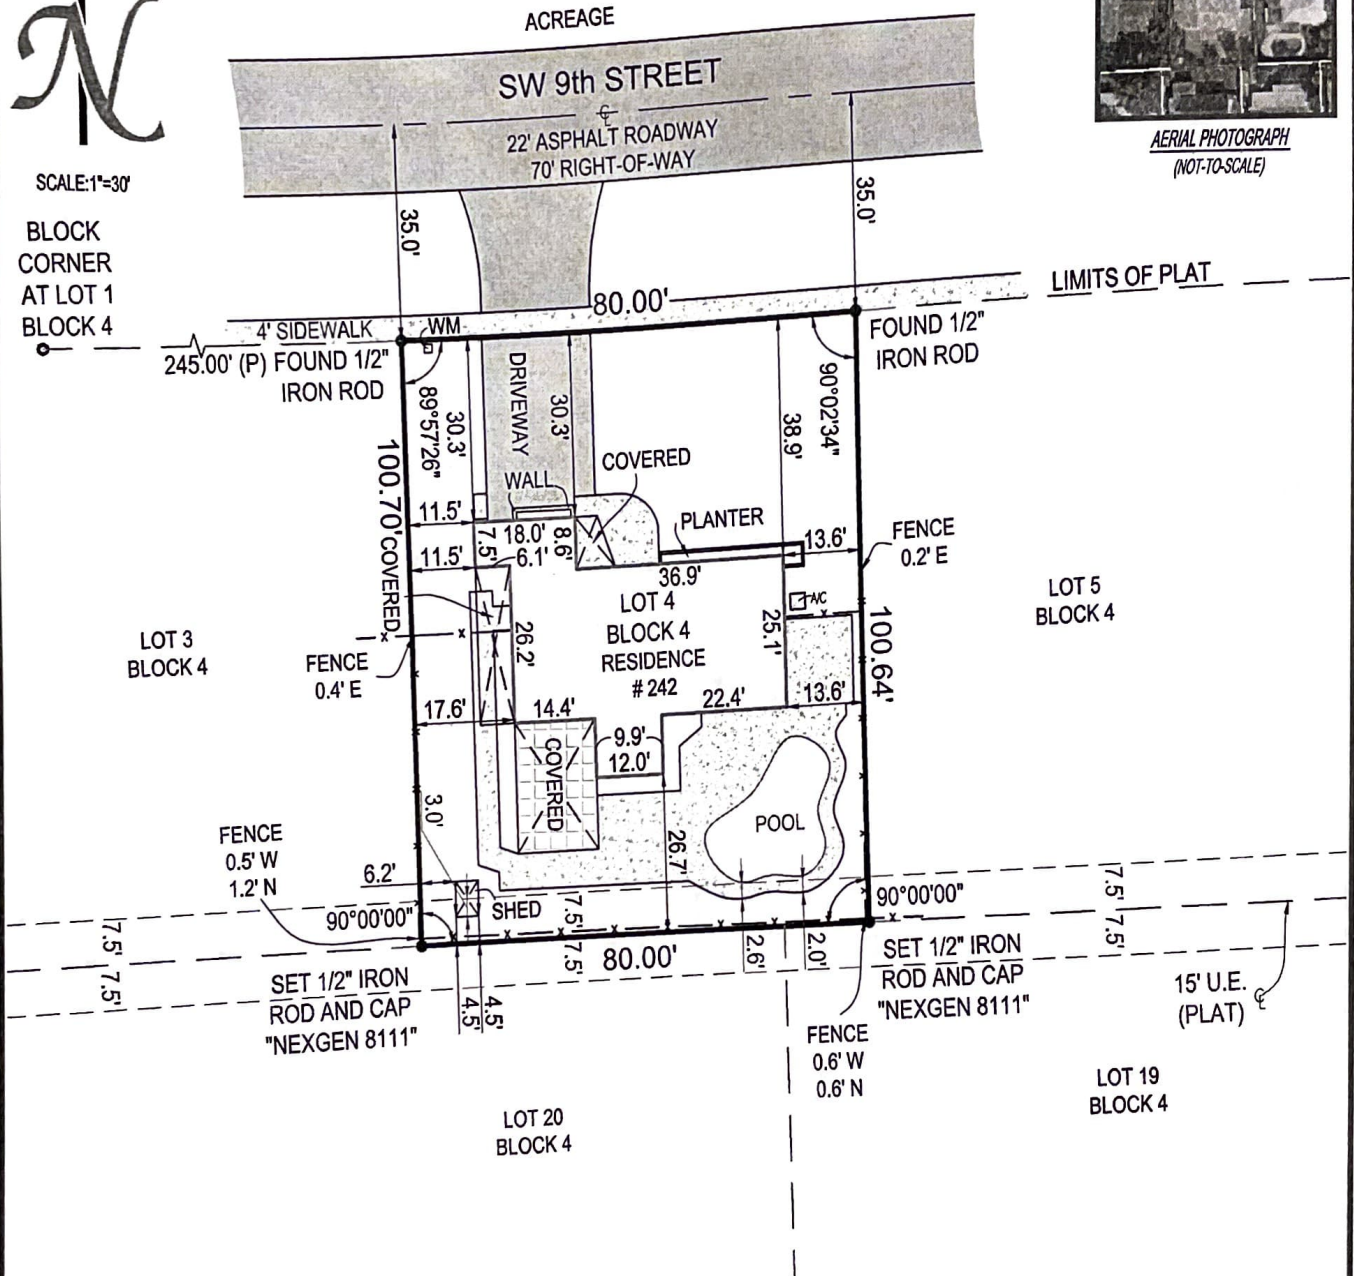 N
ACREAGE
SW 9th STREET
℄
22' ASPHALT ROADWAY
70' RIGHT-OF-WAY
AERIAL PHOTOGRAPH
(NOT-TO-SCALE)
SCALE:1"=30'
BLOCK
CORNER
AT LOT 1
BLOCK 4
35.0'
35.0'
LIMITS OF PLAT
80.00'
4' SIDEWALK
WM
245.00' (P) FOUND 1/2"
IRON ROD
FOUND 1/2"
IRON ROD
89°57'26"
30.3'
DRIVEWAY
30.3'
38.9'
90°02'34"
100.70'
COVERED
WALL
COVERED
PLANTER
11.5'
7.5'
18.0'
8.6'
13.6'
FENCE
0.2' E
11.5'
6.1'
36.9'
A/C
LOT 4
BLOCK 4
RESIDENCE
# 242
LOT 5
BLOCK 4
LOT 3
BLOCK 4
26.2'
25.1'
100.64'
FENCE
0.4' E
17.6'
14.4'
22.4'
13.6'
COVERED
9.9'
12.0'
3.0'
POOL
26.7'
FENCE
0.5' W
1.2' N
6.2'
90°00'00"
SHED
7.5'
7.5'
80.00'
90°00'00"
7.5'
7.5'
7.5'
7.5'
2.6'
2.0'
4.5'
4.5'
SET 1/2" IRON
ROD AND CAP
"NEXGEN 8111"
SET 1/2" IRON
ROD AND CAP
"NEXGEN 8111"
15' U.E.
(PLAT)
℄
FENCE
0.6' W
0.6' N
LOT 20
BLOCK 4
LOT 19
BLOCK 4